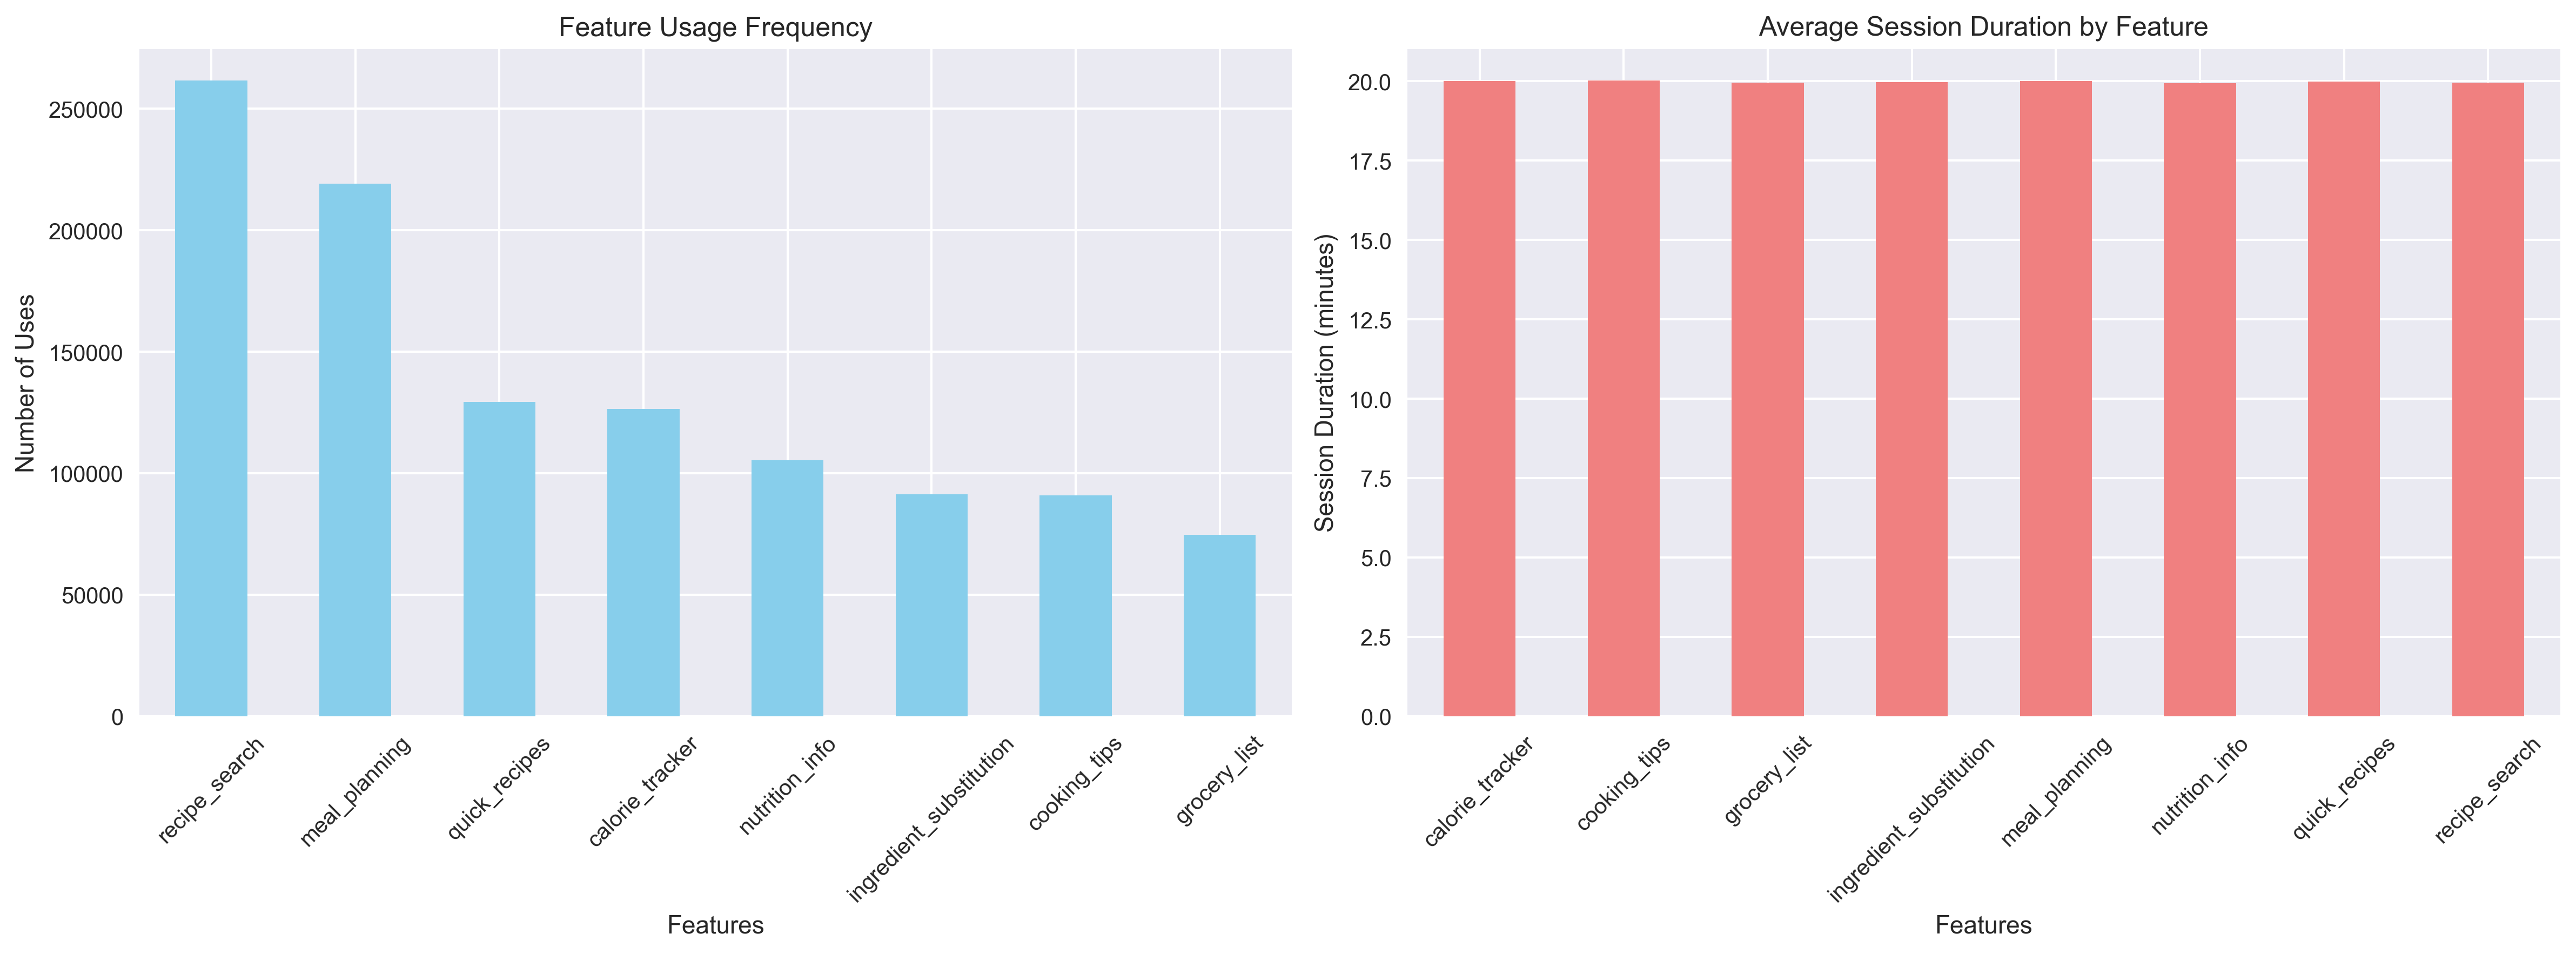 Feature Usage Frequency
Number of Uses
250000
200000
150000
100000
50000
0
recipe_search
meal_planning
quick_recipes
calorie_tracker
nutrition_info
ingredient_substitution
cooking_tips
grocery_list
Features
Average Session Duration by Feature
Session Duration (minutes)
20.0
17.5
15.0
12.5
10.0
7.5
5.0
2.5
0.0
calorie_tracker
cooking_tips
grocery_list
ingredient_substitution
meal_planning
nutrition_info
quick_recipes
recipe_search
Features